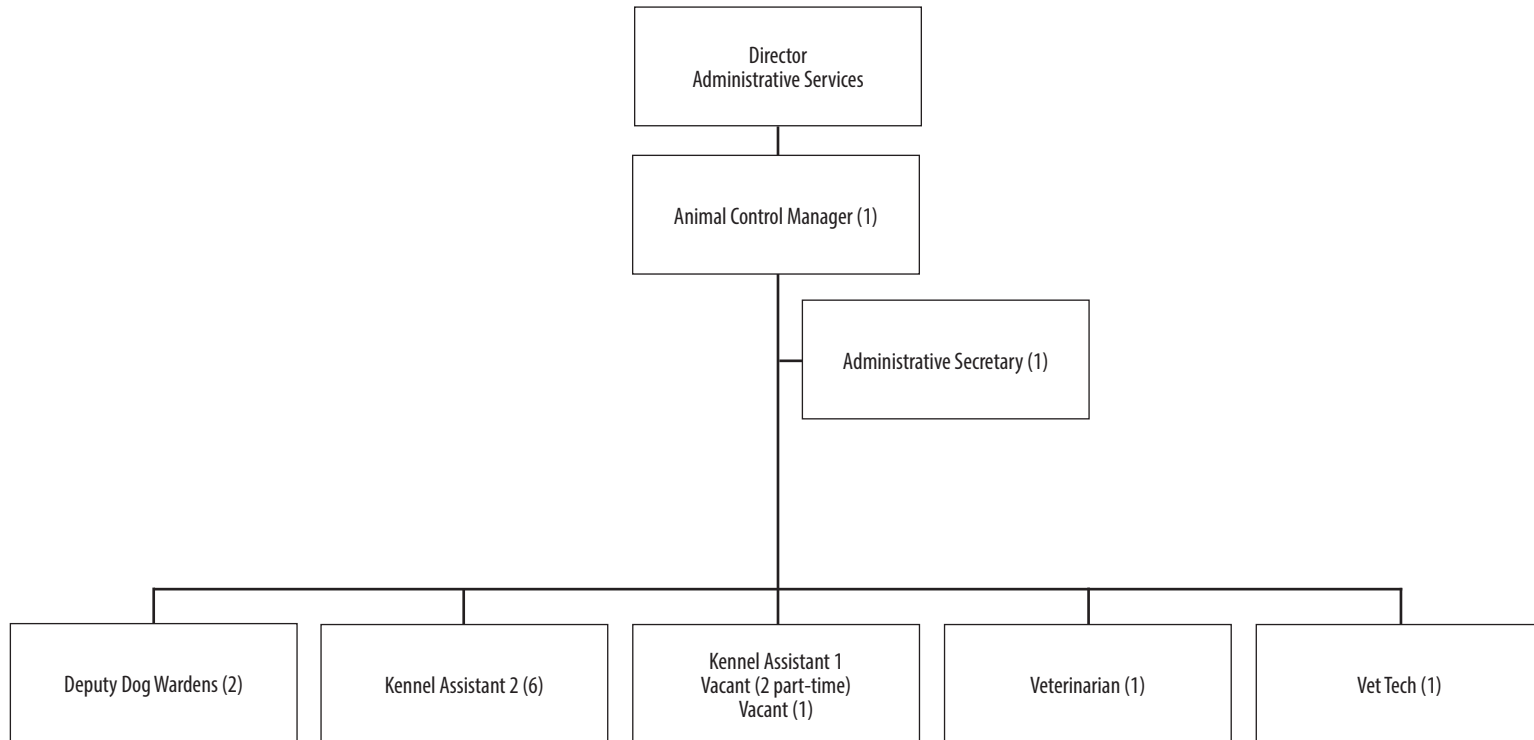 Director
Administrative Services
Animal Control Manager (1)
Administrative Secretary (1)
Deputy Dog Wardens (2)
Kennel Assistant 2 (6)
Kennel Assistant 1
Vacant (2 part-time)
Vacant (1)
Veterinarian (1)
Vet Tech (1)